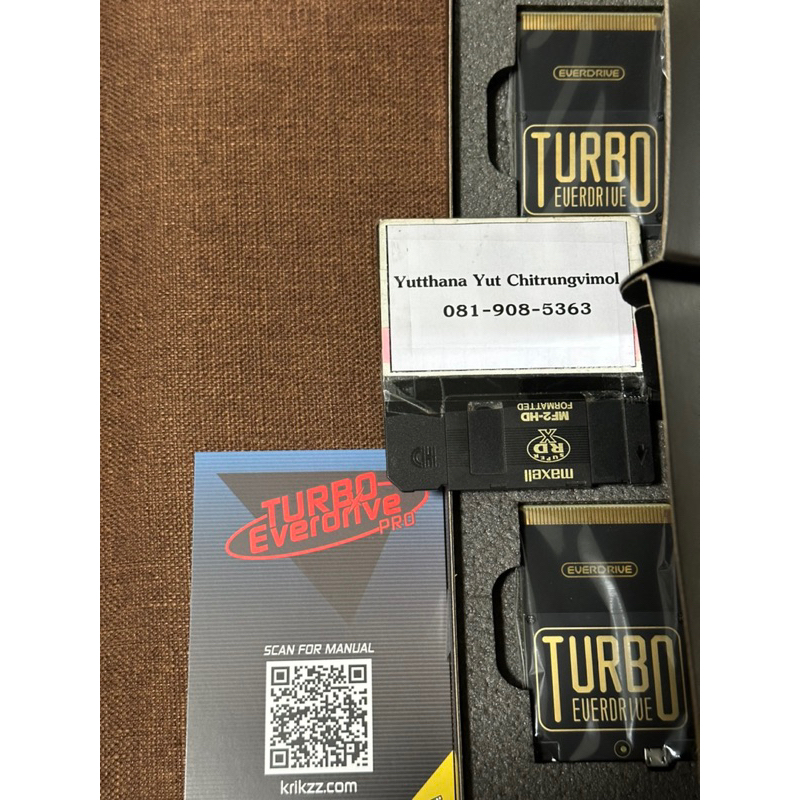 EVERDRIVE
TURBO
EVERDRIVE
Yutthana Yut Chitrungvimol
081-908-5363
MF2-HD
FORMATTED
SUPER
RD
X
maxell
HD
TURBO-
Everdrive
PRO
SCAN FOR MANUAL
krikzz.com
EVERDRIVE
TURBO
EVERDRIVE